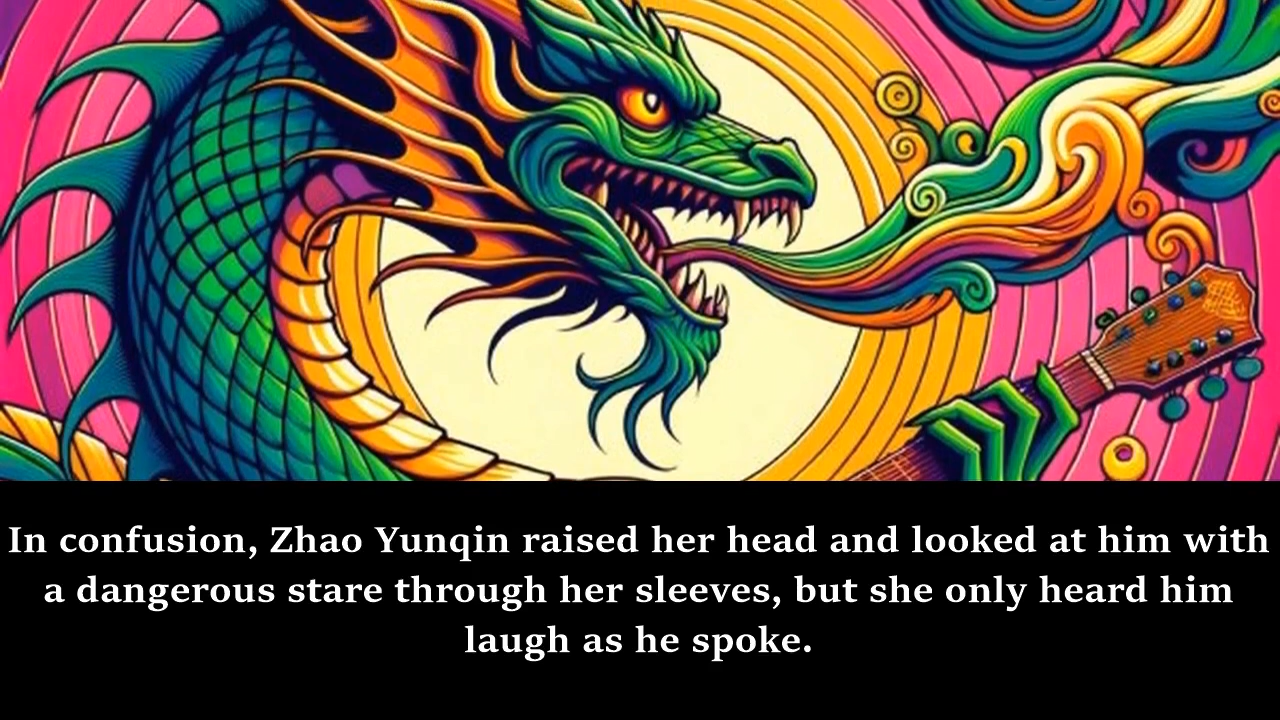 In confusion, Zhao Yunqin raised her head and looked at him with
a dangerous stare through her sleeves, but she only heard him
laugh as he spoke.